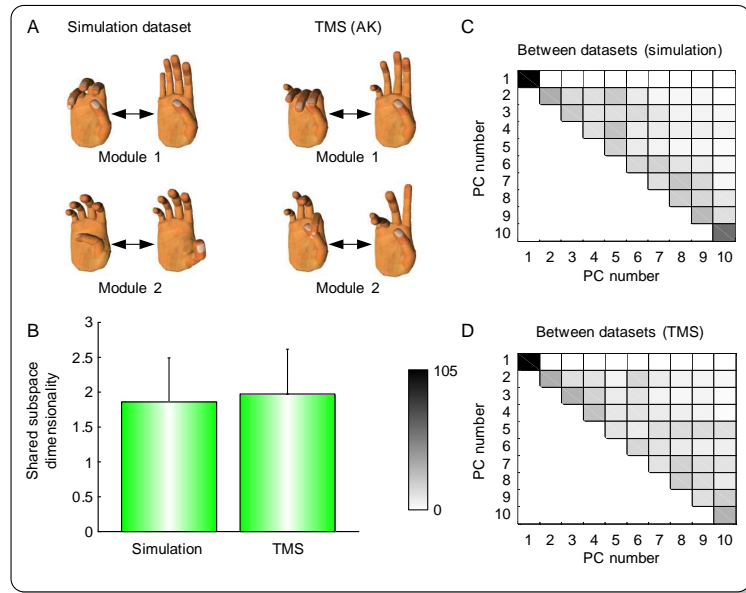 A
Simulation dataset
TMS (AK)
Module 1
Module 1
Module 2
Module 2
B
Shared subspace
dimensionality
3
2.5
2
1.5
1
0.5
0
Simulation
TMS
105
0
C
Between datasets (simulation)
PC number
1
2
3
4
5
6
7
8
9
10
1 2 3 4 5 6 7 8 9 10
PC number
D
Between datasets (TMS)
PC number
1
2
3
4
5
6
7
8
9
10
1 2 3 4 5 6 7 8 9 10
PC number